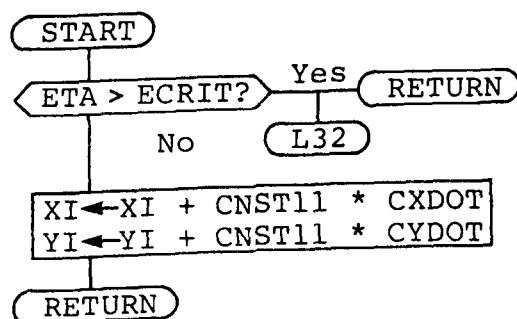 START
Yes
ETA > ECRIT? RETURN
L32
No
XI←XI + CNST11 * CXDOT
YI←YI + CNST11 * CYDOT
RETURN